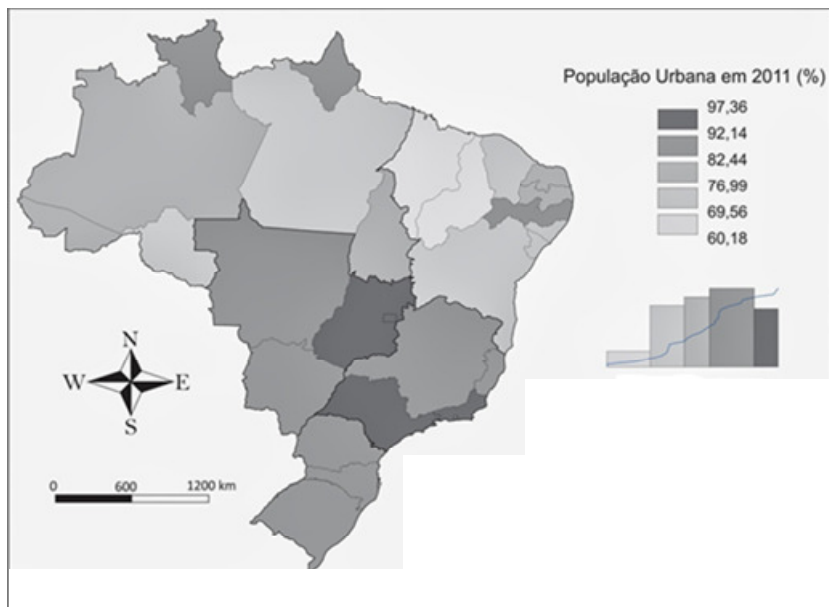 População Urbana em 2011 (%)
97,36
92,14
82,44
76,99
69,56
60,18
N
W E
S
0 600 1200 km